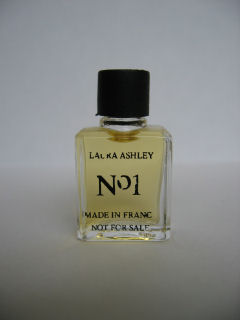 LAURA ASHLEY
Nº1
MADE IN FRANC
NOT FOR SALE